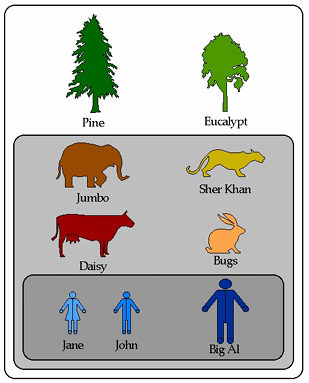 Pine
Eucalypt
Jumbo
Sher Khan
Daisy
Bugs
Jane
John
Big Al